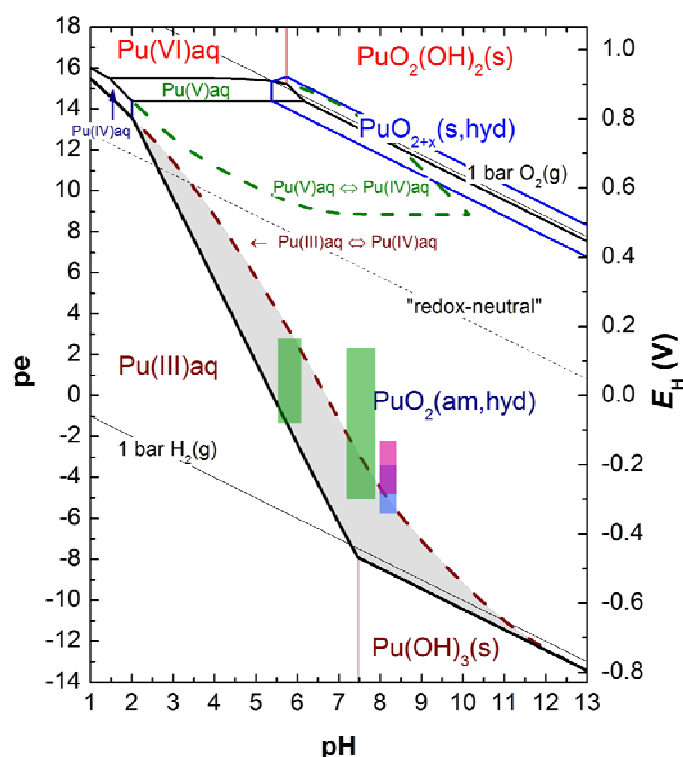 Pu(VI)aq
PuO2(OH)2(s)
Pu(V)aq
Pu(IV)aq
PuO2+x(s,hyd)
1 bar O2(g)
Pu(V)aq ⇔ Pu(IV)aq
← Pu(III)aq ⇔ Pu(IV)aq
"redox-neutral"
Pu(III)aq
PuO2(am,hyd)
1 bar H2(g)
Pu(OH)3(s)
18
16
14
12
10
8
6
4
2
0
-2
-4
-6
-8
-10
-12
-14
pe
1 2 3 4 5 6 7 8 9 10 11 12 13
pH
1.0
0.8
0.6
0.4
0.2
0.0
-0.2
-0.4
-0.6
-0.8
EH (V)